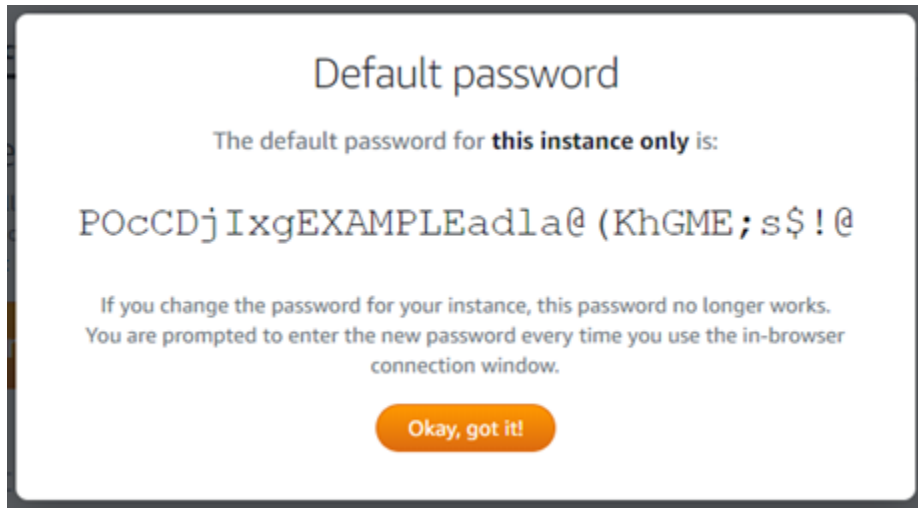 Default password
The default password for this instance only is:
POcCDjIxgEXAMPLEadla@(KhGME;s$!@
If you change the password for your instance, this password no longer works.
You are prompted to enter the new password every time you use the in-browser
connection window.
Okay, got it!